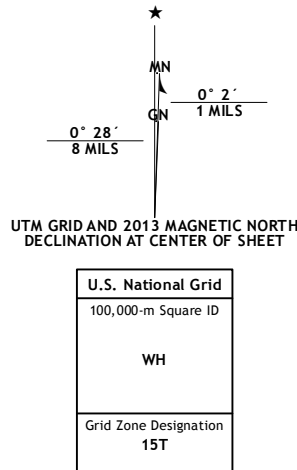 MN
0° 2´
1 MILS
GN
0° 28´
8 MILS
UTM GRID AND 2013 MAGNETIC NORTH
DECLINATION AT CENTER OF SHEET
U.S. National Grid
100,000-m Square ID
WH
Grid Zone Designation
15T